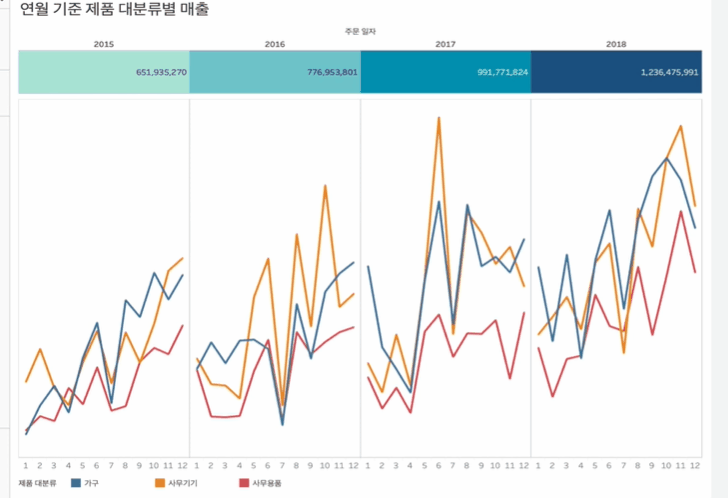 연월 기준 제품 대분류별 매출
주문 일자
2015 2016 2017 2018
651,935,270 776,953,801 991,771,824 1,236,475,991
1 2 3 4 5 6 7 8 9 10 11 12 1 2 3 4 5 6 7 8 9 10 11 12 1 2 3 4 5 6 7 8 9 10 11 12 1 2 3 4 5 6 7 8 9 10 11 12
제품 대분류 가구 사무기기 사무용품